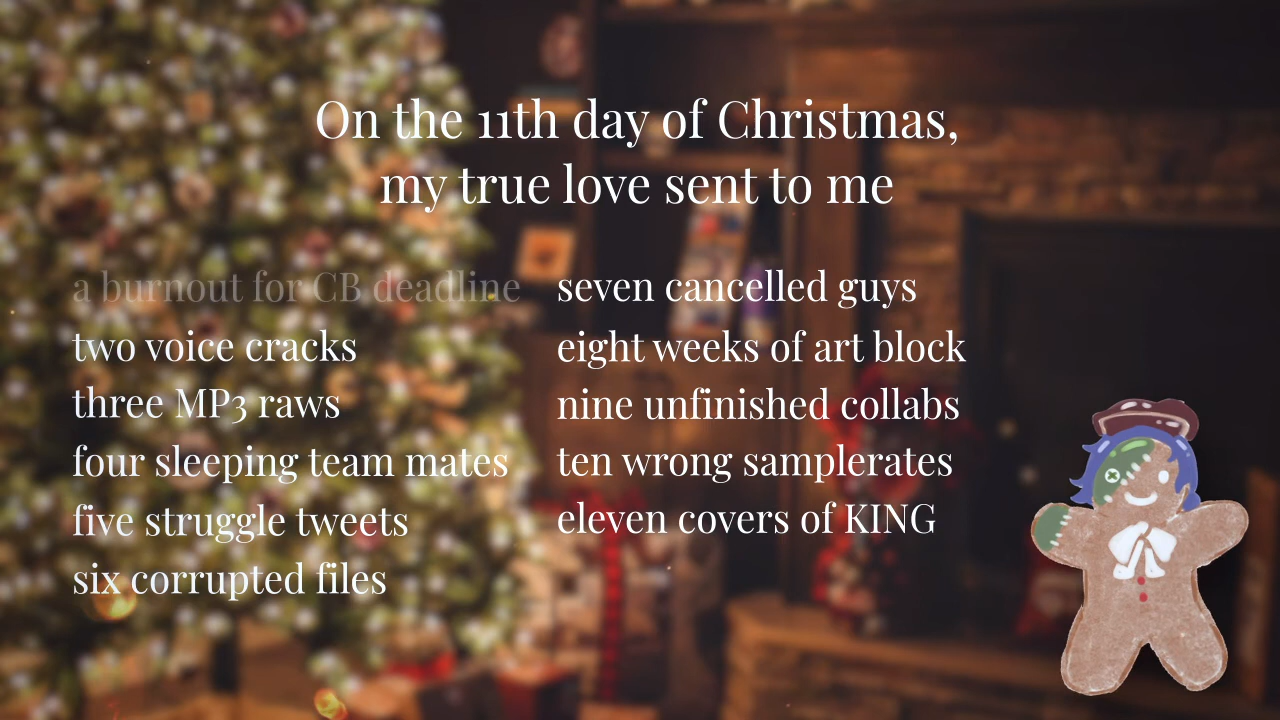 On the 11th day of Christmas,
my true love sent to me
a burnout for CB deadline
two voice cracks
three MP3 raws
four sleeping team mates
five struggle tweets
six corrupted files
seven cancelled guys
eight weeks of art block
nine unfinished collabs
ten wrong samplerates
eleven covers of KING